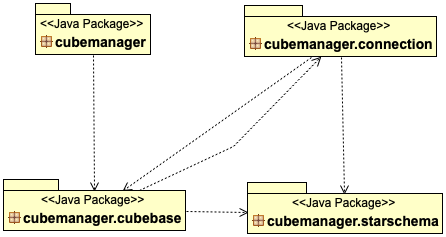 <<Java Package>>
cubemanager
<<Java Package>>
cubemanager.connection
<<Java Package>>
cubemanager.cubebase
<<Java Package>>
cubemanager.starschema